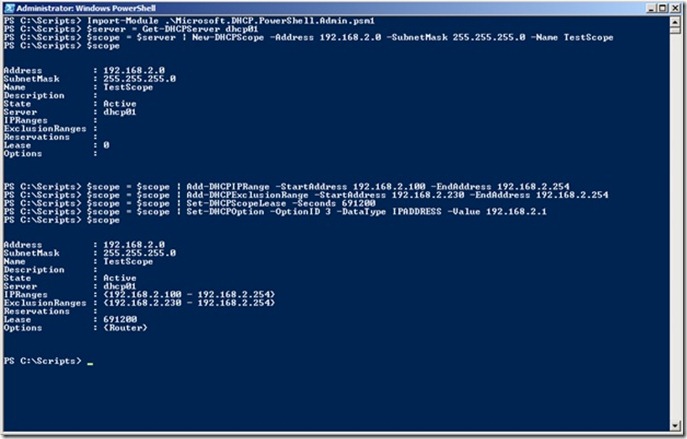 Administrator: Windows PowerShell
PS C:\Scripts> Import-Module .\Microsoft.DHCP.PowerShell.Admin.psm1
PS C:\Scripts> $server = Get-DHCPServer dhcp01
PS C:\Scripts> $scope = $server | New-DHCPScope -Address 192.168.2.0 -SubnetMask 255.255.255.0 -Name TestScope
PS C:\Scripts> $scope
Address : 192.168.2.0
SubnetMask : 255.255.255.0
Name : TestScope
Description :
State : Active
Server : dhcp01
IPRanges :
ExclusionRanges :
Reservations :
Lease : 0
Options :
PS C:\Scripts> $scope = $scope | Add-DHCPIPRange -StartAddress 192.168.2.100 -EndAddress 192.168.2.254
PS C:\Scripts> $scope = $scope | Add-DHCPExclusionRange -StartAddress 192.168.2.230 -EndAddress 192.168.2.254
PS C:\Scripts> $scope = $scope | Set-DHCPScopeLease -Seconds 691200
PS C:\Scripts> $scope = $scope | Set-DHCPOption -OptionID 3 -DataType IPADDRESS -Value 192.168.2.1
PS C:\Scripts> $scope
Address : 192.168.2.0
SubnetMask : 255.255.255.0
Name : TestScope
Description :
State : Active
Server : dhcp01
IPRanges : {192.168.2.100 - 192.168.2.254}
ExclusionRanges : {192.168.2.230 - 192.168.2.254}
Reservations :
Lease : 691200
Options : {Router}
PS C:\Scripts> _